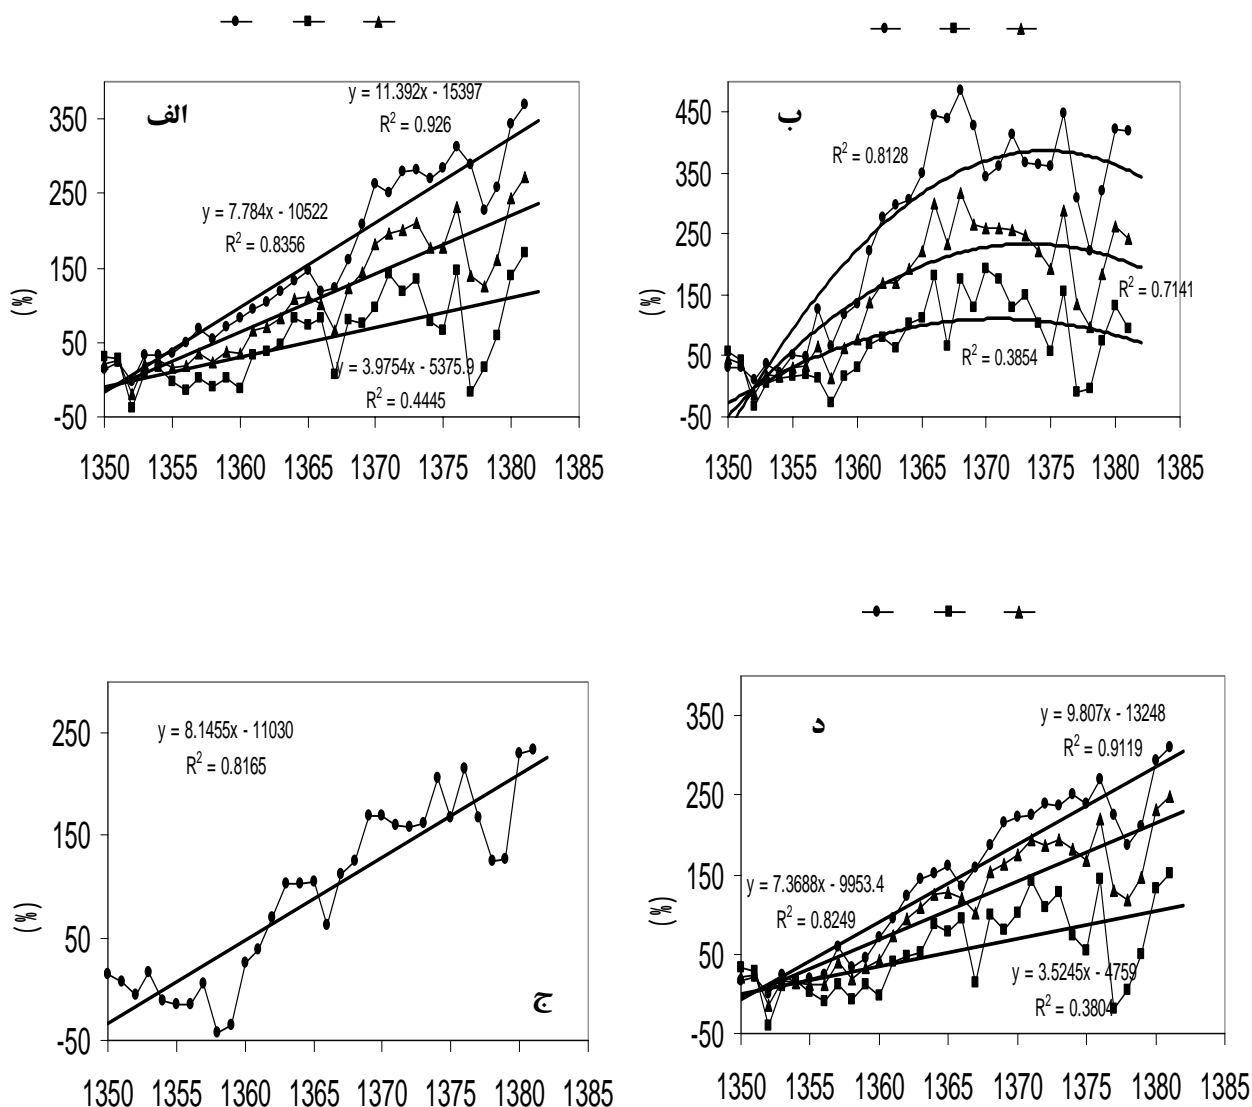 الف
y = 11.392x - 15397
R² = 0.926
y = 7.784x - 10522
R² = 0.8356
y = 3.9754x - 5375.9
R² = 0.4445
350
250
150
50
-50
(%)
1350 1355 1360 1365 1370 1375 1380 1385
ب
R² = 0.8128
R² = 0.7141
R² = 0.3854
450
350
250
150
50
-50
(%)
1350 1355 1360 1365 1370 1375 1380 1385
y = 8.1455x - 11030
R² = 0.8165
ج
250
150
50
-50
(%)
1350 1355 1360 1365 1370 1375 1380 1385
د
y = 9.807x - 13248
R² = 0.9119
y = 7.3688x - 9953.4
R² = 0.8249
y = 3.5245x - 4759
R² = 0.3804
350
250
150
50
-50
(%)
1350 1355 1360 1365 1370 1375 1380 1385